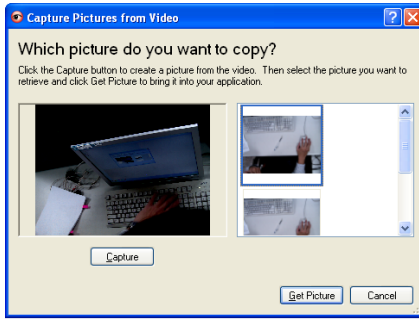 Capture Pictures from Video
Which picture do you want to copy?
Click the Capture button to create a picture from the video. Then select the picture you want to
retrieve and click Get Picture to bring it into your application.
Capture
Get Picture
Cancel